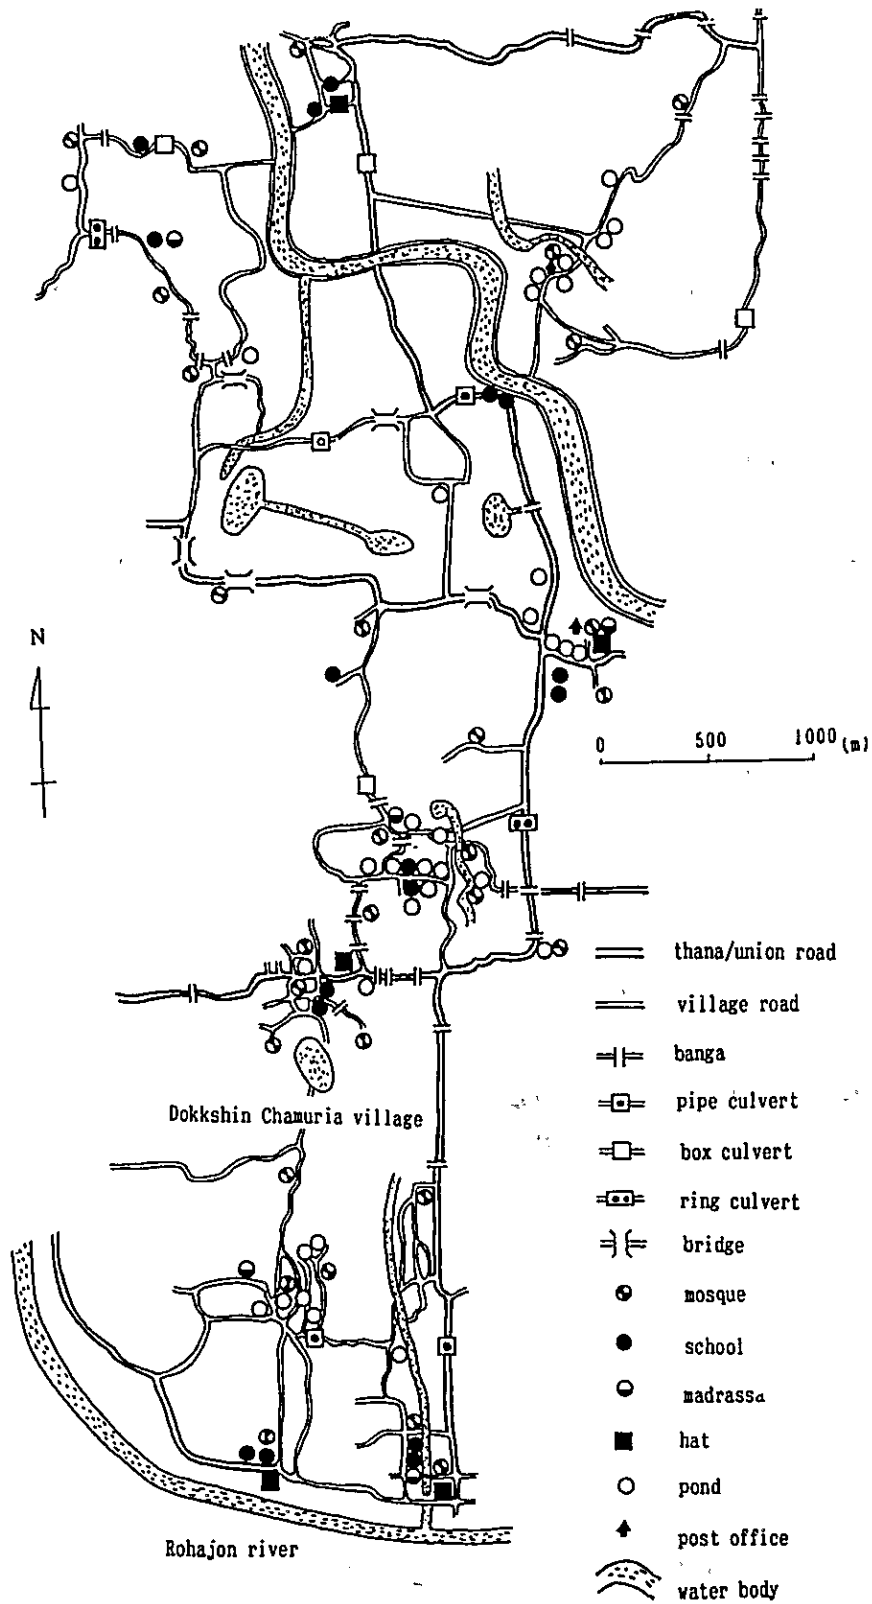 N
0 500 1000 (m)
thana/union road
village road
banga
pipe culvert
box culvert
ring culvert
bridge
mosque
school
madrassa
hat
pond
post office
water body
Dokkshin Chamuria village
Rohajon river